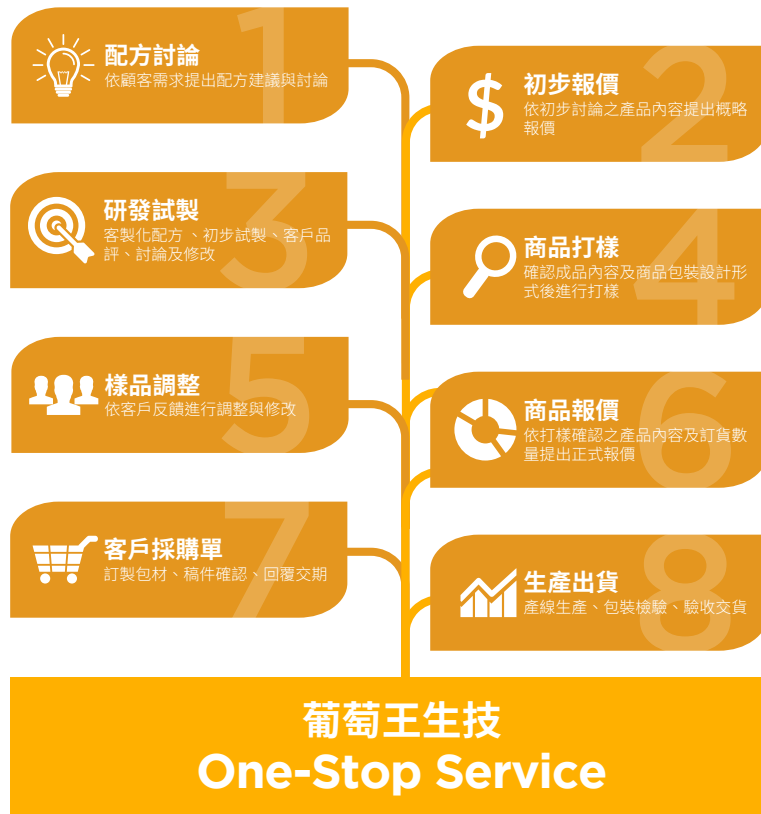 1
配方討論
依顧客需求提出配方建議與討論
2
初步報價
依初步討論之產品內容提出概略
報價
3
研發試製
客製化配方、初步試製、客戶品
評、討論及修改
4
商品打樣
確認成品內容及商品包裝設計形
式後進行打樣
5
樣品調整
依客戶反饋進行調整與修改
6
商品報價
依打樣確認之產品內容及訂貨數
量提出正式報價
7
客戶採購單
訂製包材、稿件確認、回覆交期
8
生產出貨
產線生產、包裝檢驗、驗收交貨
葡萄王生技
One-Stop Service